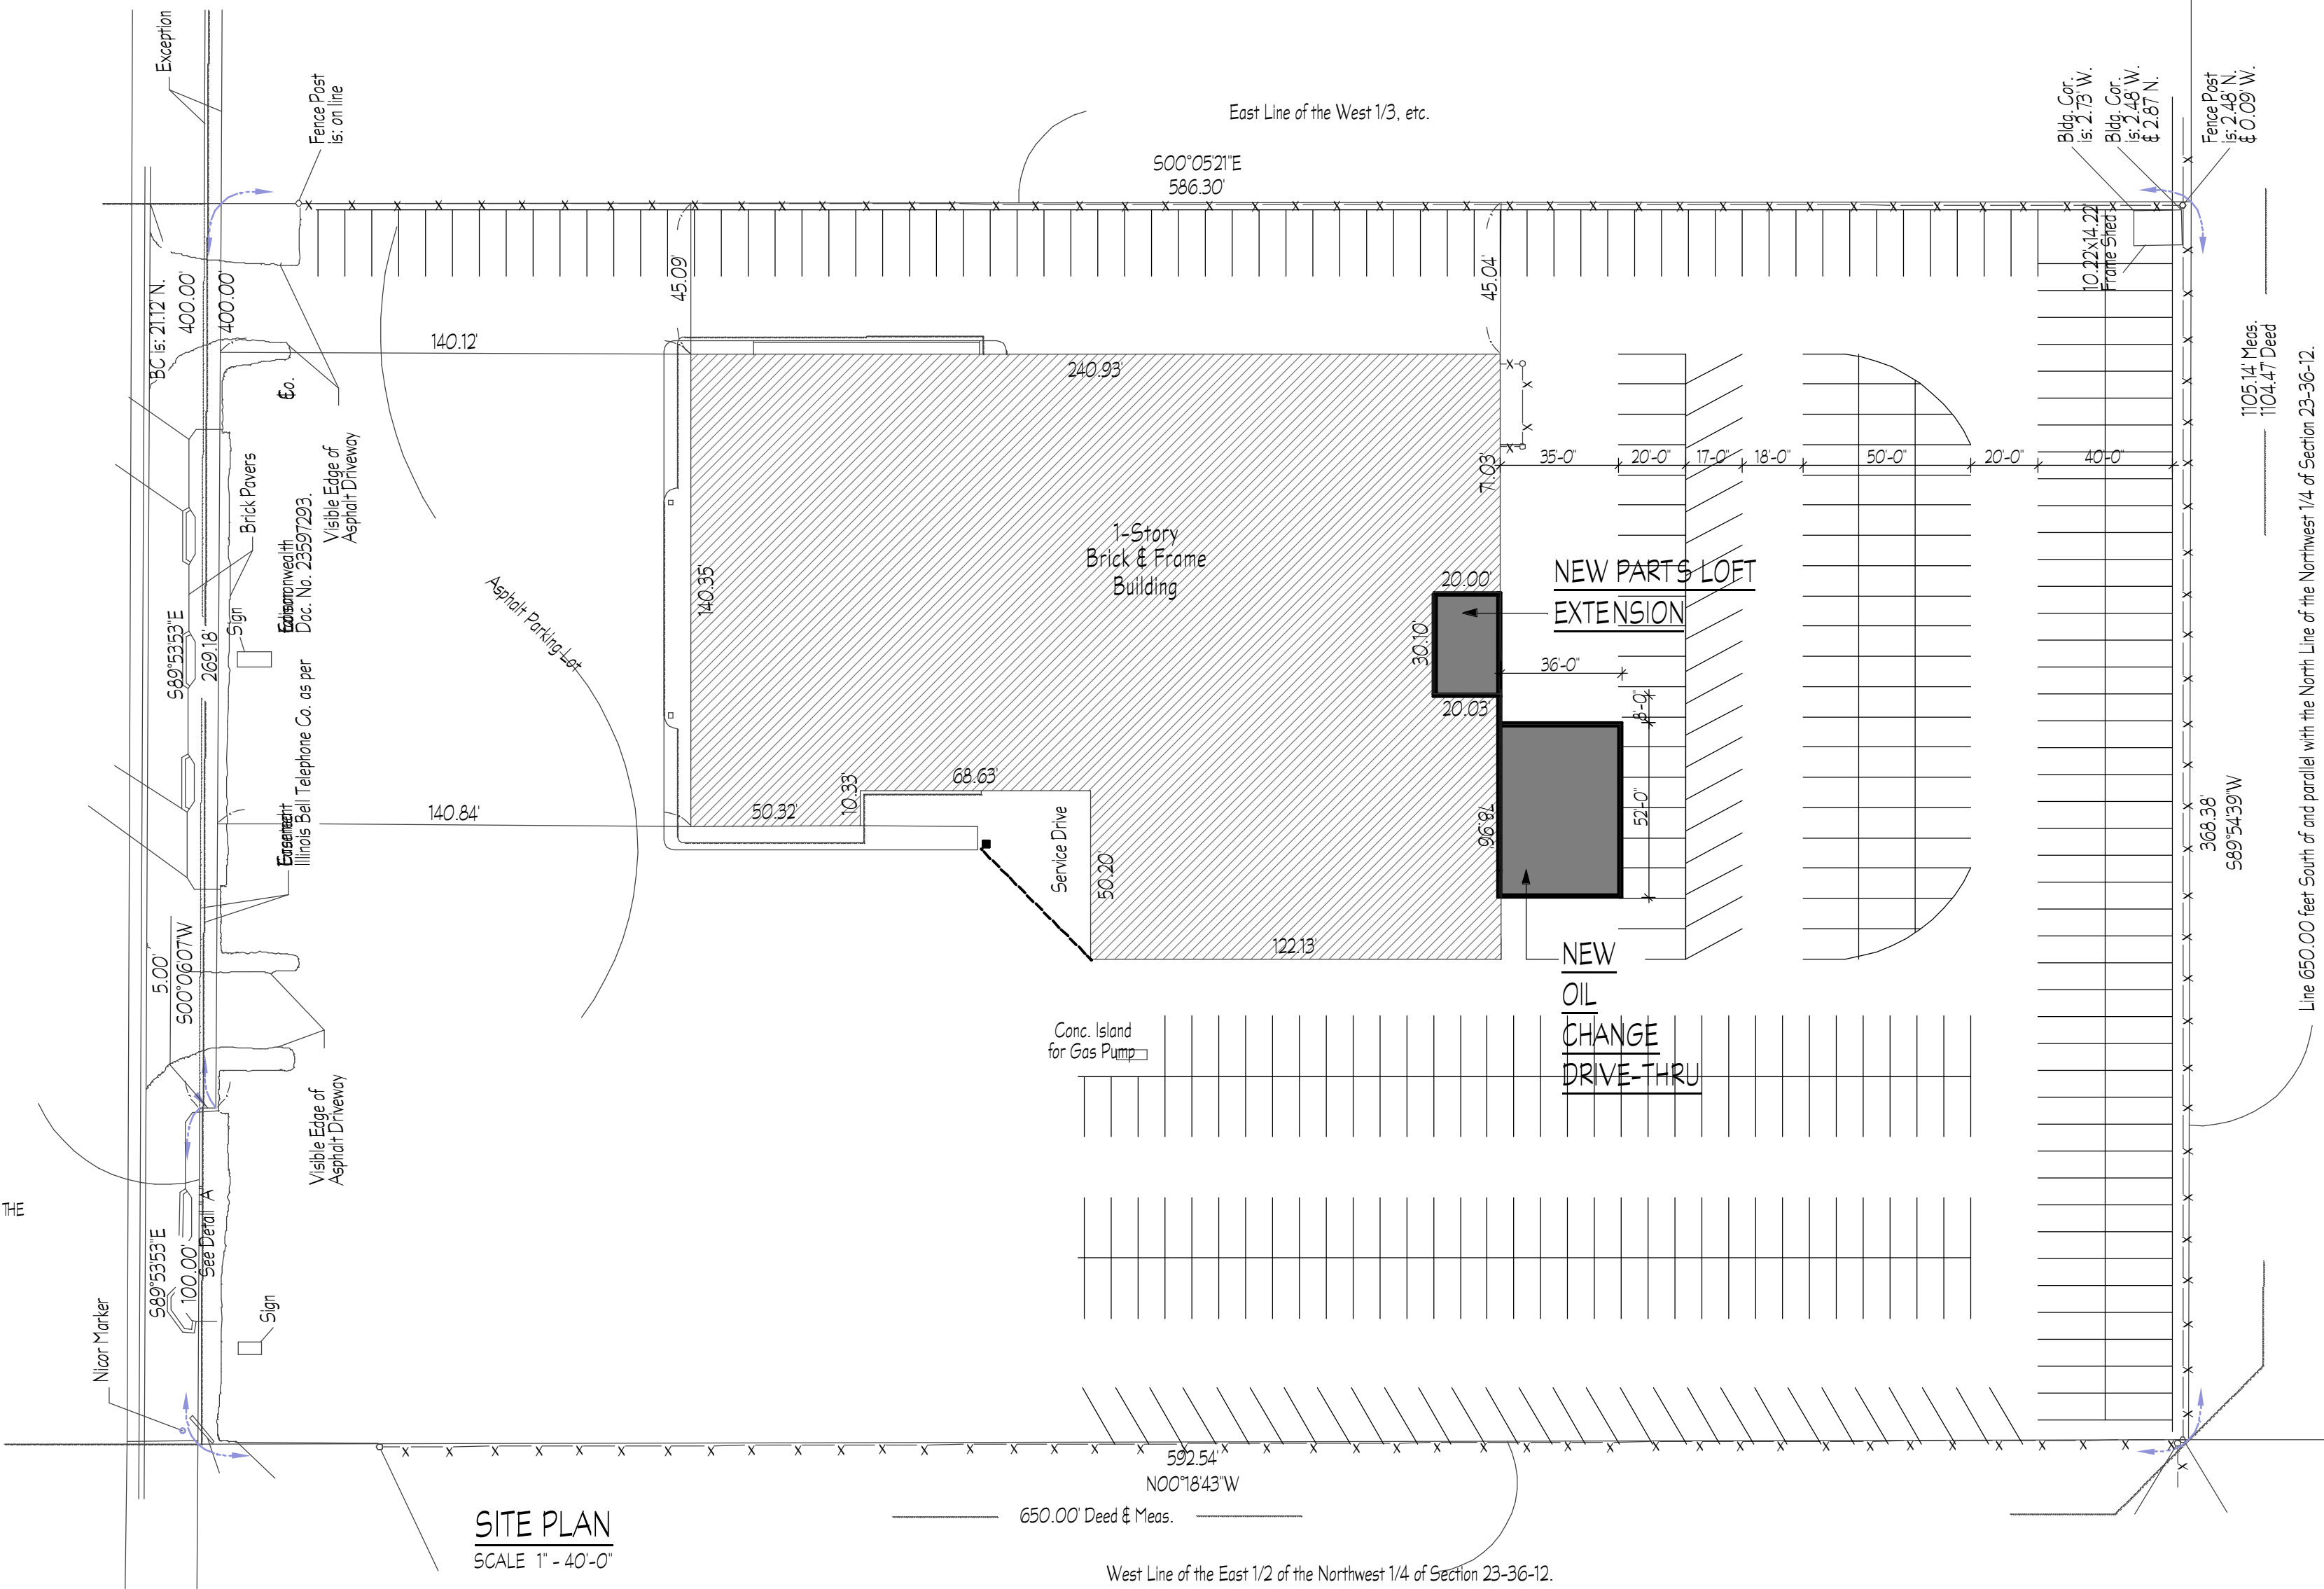 Exception
Fence Post
is: on line
East Line of the West 1/3, etc.
S00°05'21"E
586.30'
Bldg. Cor.
is: 2.73' W.
Bldg. Cor.
is: 2.48' W.
& 2.87' N.
Fence Post
is: 2.48' N.
& 0.09' W.
10.22'x14.22'
Frame Shed
BC is: 21.12' N.
400.00'
400.00'
45.09'
45.04'
140.12'
240.93'
Co.
Visible Edge of
Asphalt Driveway
Brick Pavers
Doc. No. 23597293.
Sign
S89°53'53"E
269.18'
Illinois Bell Telephone Co. as per
Asphalt Parking Lot
140.35'
1-Story
Brick & Frame
Building
71.03'
35'-0"
20'-0"
17'-0"
18'-0"
50'-0"
20'-0"
40'-0"
1105.14' Meas.
1104.47' Deed
Line 650.00 feet South of and parallel with the North Line of the Northwest 1/4 of Section 23-36-12.
NEW PARTS LOFT
EXTENSION
20.00'
30.10'
20.03'
36'-0"
8'-0"
52'-0"
78.96'
140.84'
50.32'
10.33'
68.63'
Service Drive
50.20'
122.13'
368.38'
S89°54'39"W
5.00'
S00°06'07"W
NEW
OIL
CHANGE
DRIVE-THRU
Conc. Island
for Gas Pump
Visible Edge of
Asphalt Driveway
THE
S89°53'53"E
100.00'
See Detail "A
Sign
Nicor Marker
592.54'
N00°18'43"W
650.00' Deed & Meas.
SITE PLAN
SCALE 1" - 40'-0"
West Line of the East 1/2 of the Northwest 1/4 of Section 23-36-12.